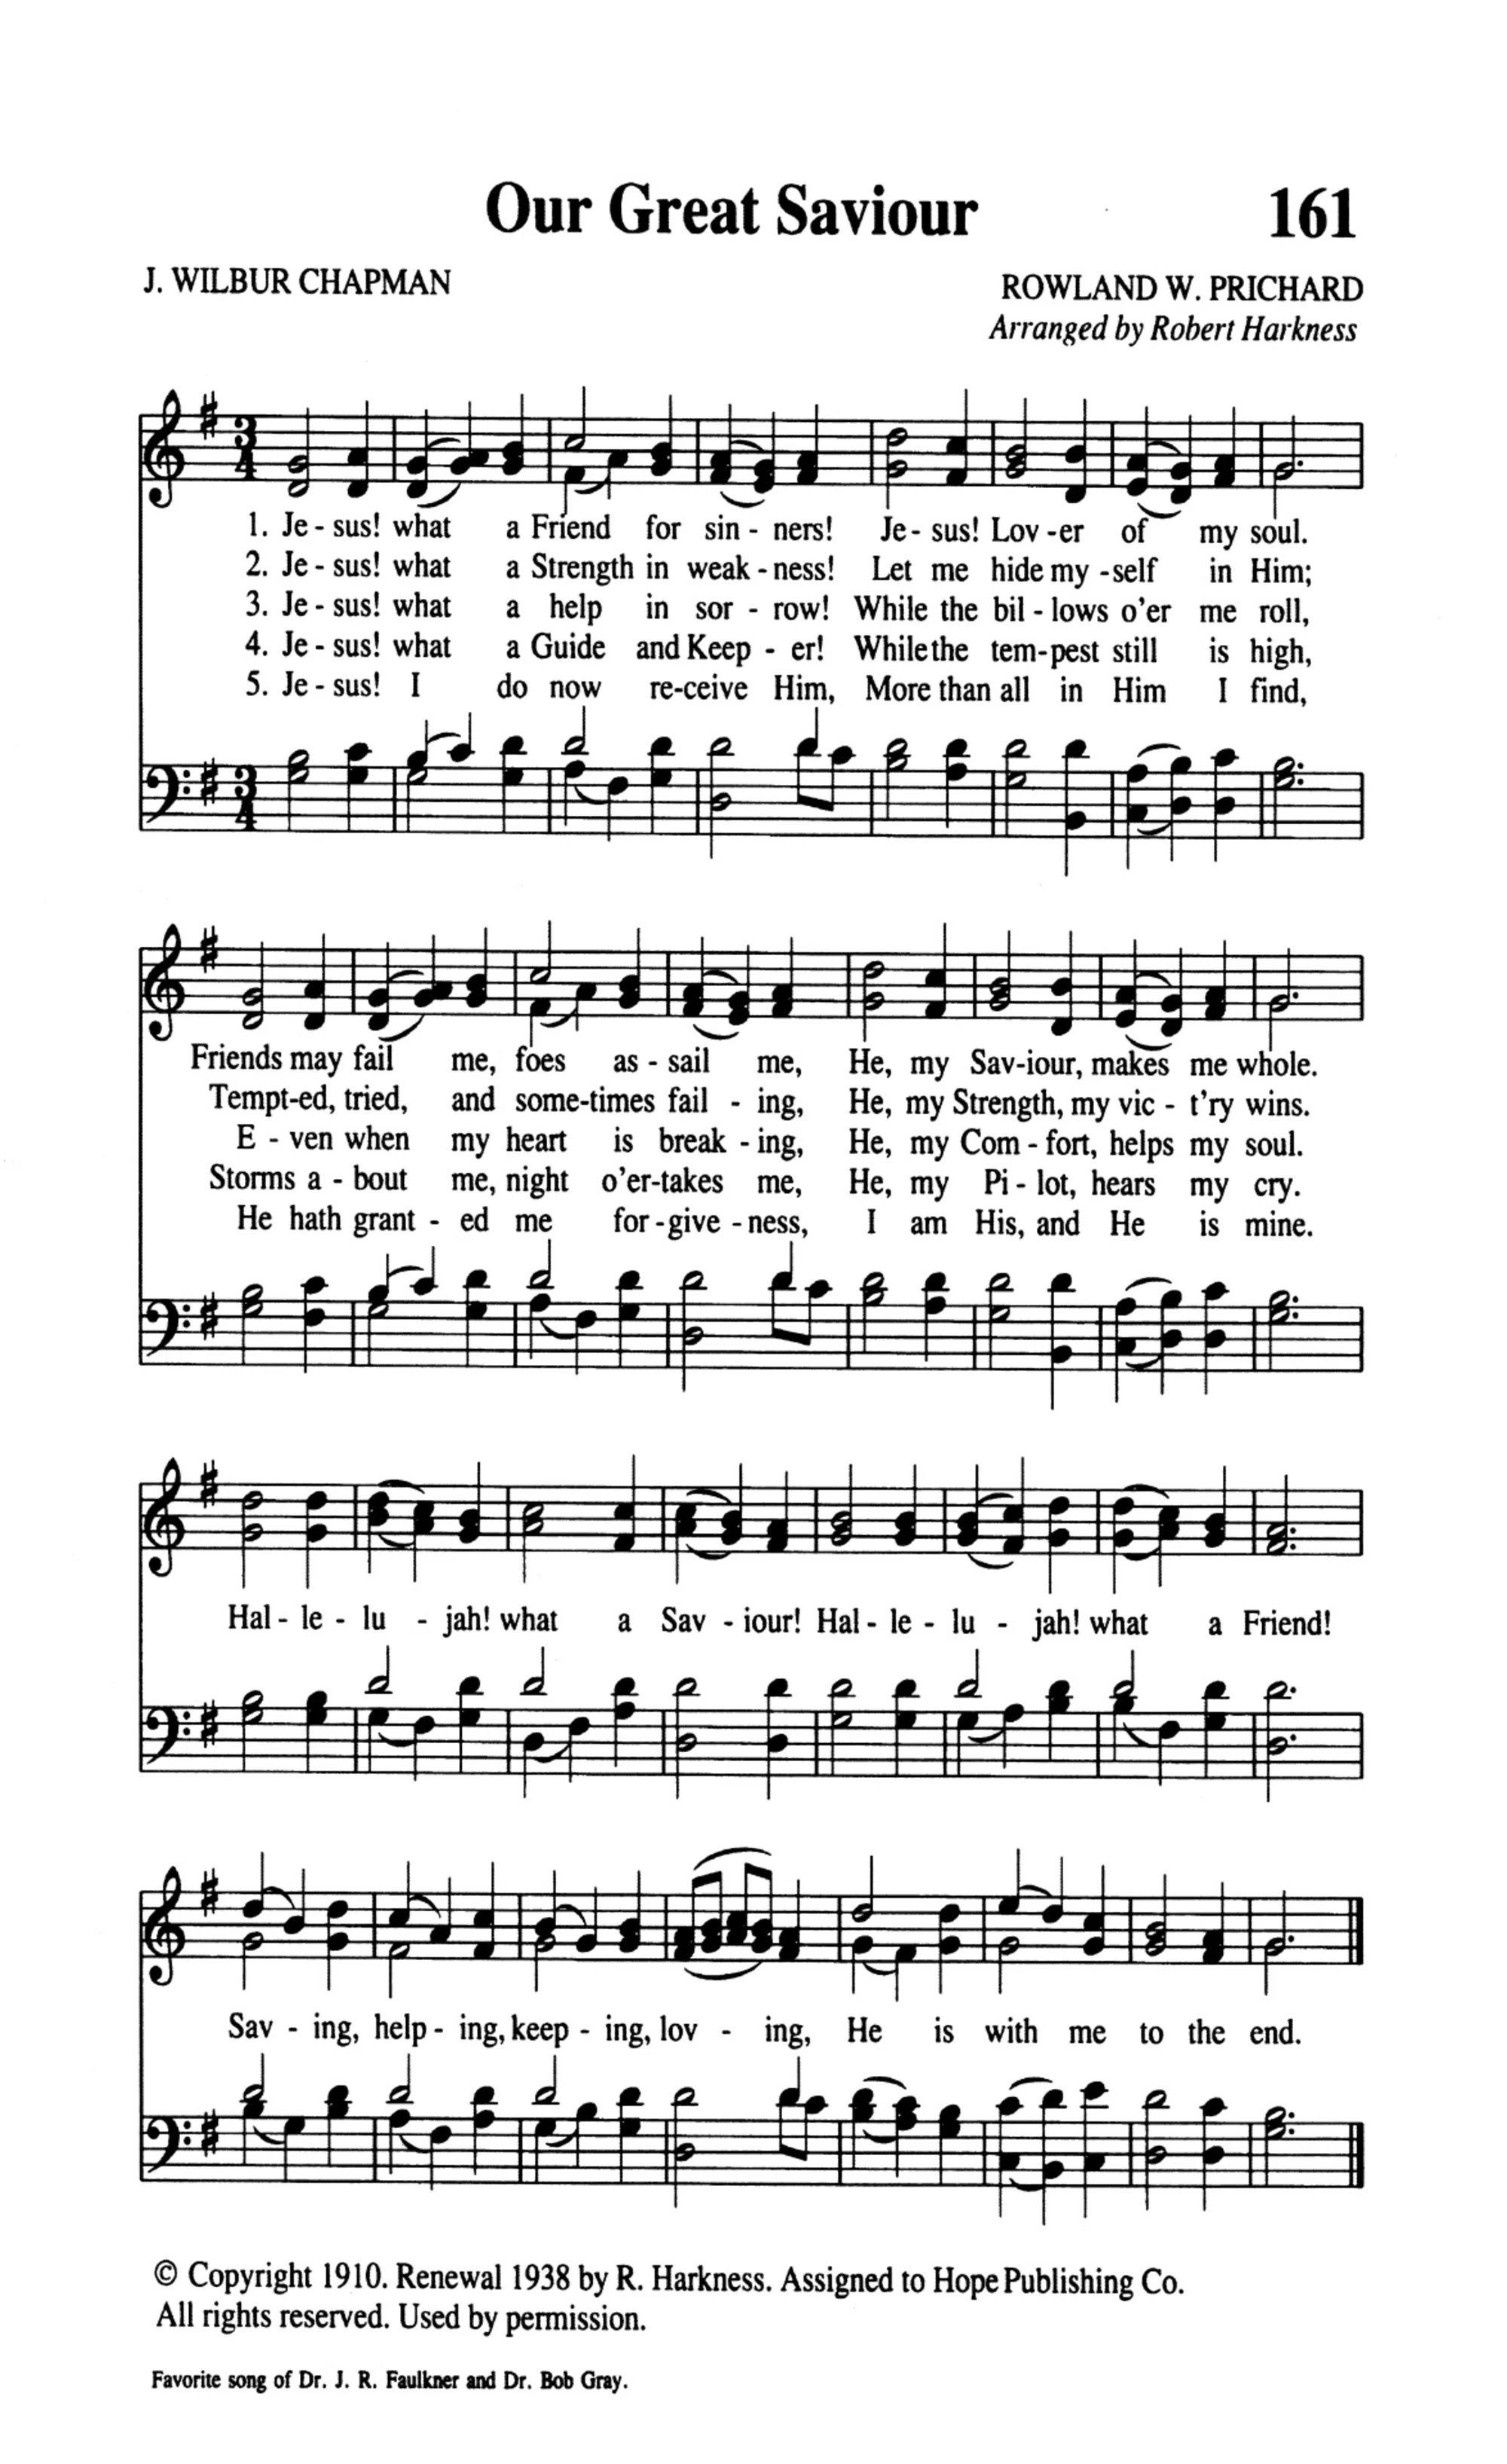 Our Great Saviour 161
J. WILBUR CHAPMAN ROWLAND W. PRICHARD
Arranged by Robert Harkness
1. Je - sus! what a Friend for sin - ners! Je - sus! Lov - er of my soul.
2. Je - sus! what a Strength in weak - ness! Let me hide my - self in Him;
3. Je - sus! what a help in sor - row! While the bil - lows o'er me roll,
4. Je - sus! what a Guide and Keep - er! While the tem - pest still is high,
5. Je - sus! I do now re-ceive Him, More than all in Him I find,
Friends may fail me, foes as - sail me, He, my Sav-iour, makes me whole.
Tempt-ed, tried, and some-times fail - ing, He, my Strength, my vic - t'ry wins.
E - ven when my heart is break - ing, He, my Com - fort, helps my soul.
Storms a - bout me, night o'er-takes me, He, my Pi - lot, hears my cry.
He hath grant - ed me for - give - ness, I am His, and He is mine.
Hal - le - lu - jah! what a Sav - iour! Hal - le - lu - jah! what a Friend!
Sav - ing, help - ing, keep - ing, lov - ing, He is with me to the end.
© Copyright 1910. Renewal 1938 by R. Harkness. Assigned to Hope Publishing Co.
All rights reserved. Used by permission.
Favorite song of Dr. J. R. Faulkner and Dr. Bob Gray.